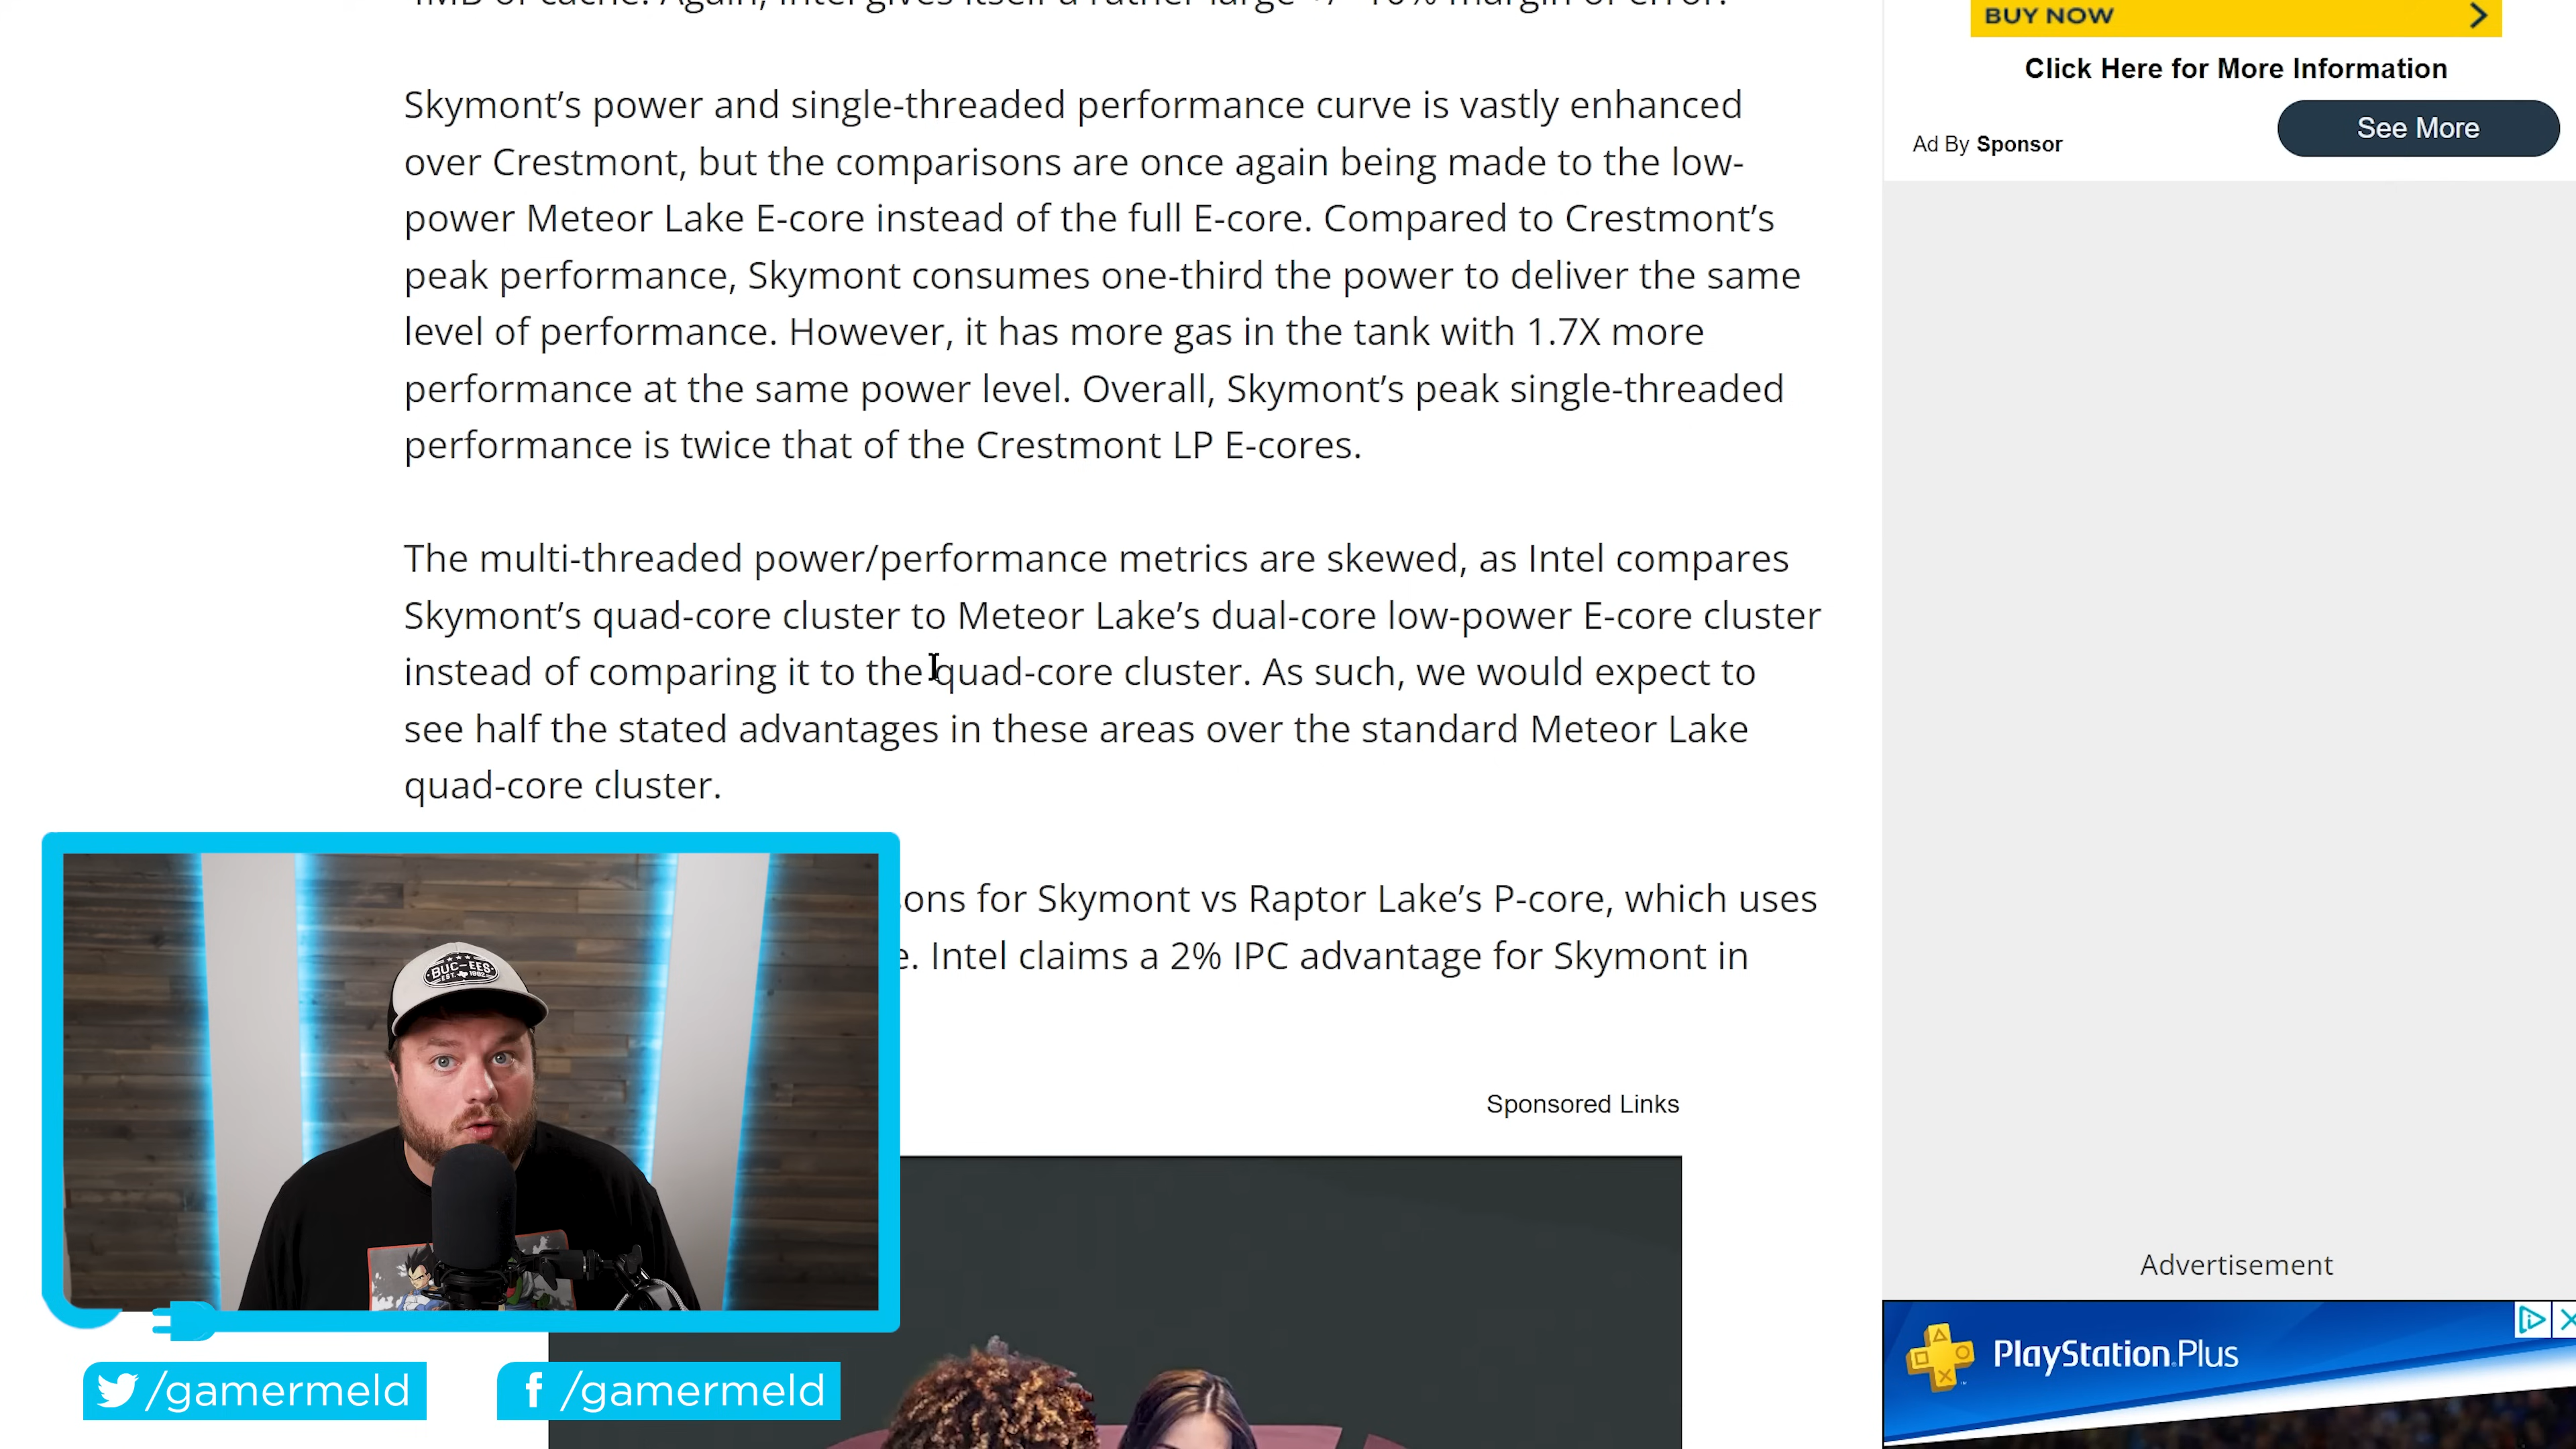 4MB of cache. Again, Intel gives itself a rather large +/- 10% margin of error.
Skymont’s power and single-threaded performance curve is vastly enhanced
over Crestmont, but the comparisons are once again being made to the low-
power Meteor Lake E-core instead of the full E-core. Compared to Crestmont’s
peak performance, Skymont consumes one-third the power to deliver the same
level of performance. However, it has more gas in the tank with 1.7X more
performance at the same power level. Overall, Skymont’s peak single-threaded
performance is twice that of the Crestmont LP E-cores.
The multi-threaded power/performance metrics are skewed, as Intel compares
Skymont’s quad-core cluster to Meteor Lake’s dual-core low-power E-core cluster
instead of comparing it to the quad-core cluster. As such, we would expect to
see half the stated advantages in these areas over the standard Meteor Lake
quad-core cluster.
ons for Skymont vs Raptor Lake’s P-core, which uses
e. Intel claims a 2% IPC advantage for Skymont in
Sponsored Links
BUC-EE'S
EST. 1982
/gamermeld
/gamermeld
BUY NOW
Click Here for More Information
See More
Ad By Sponsor
Advertisement
PlayStation Plus